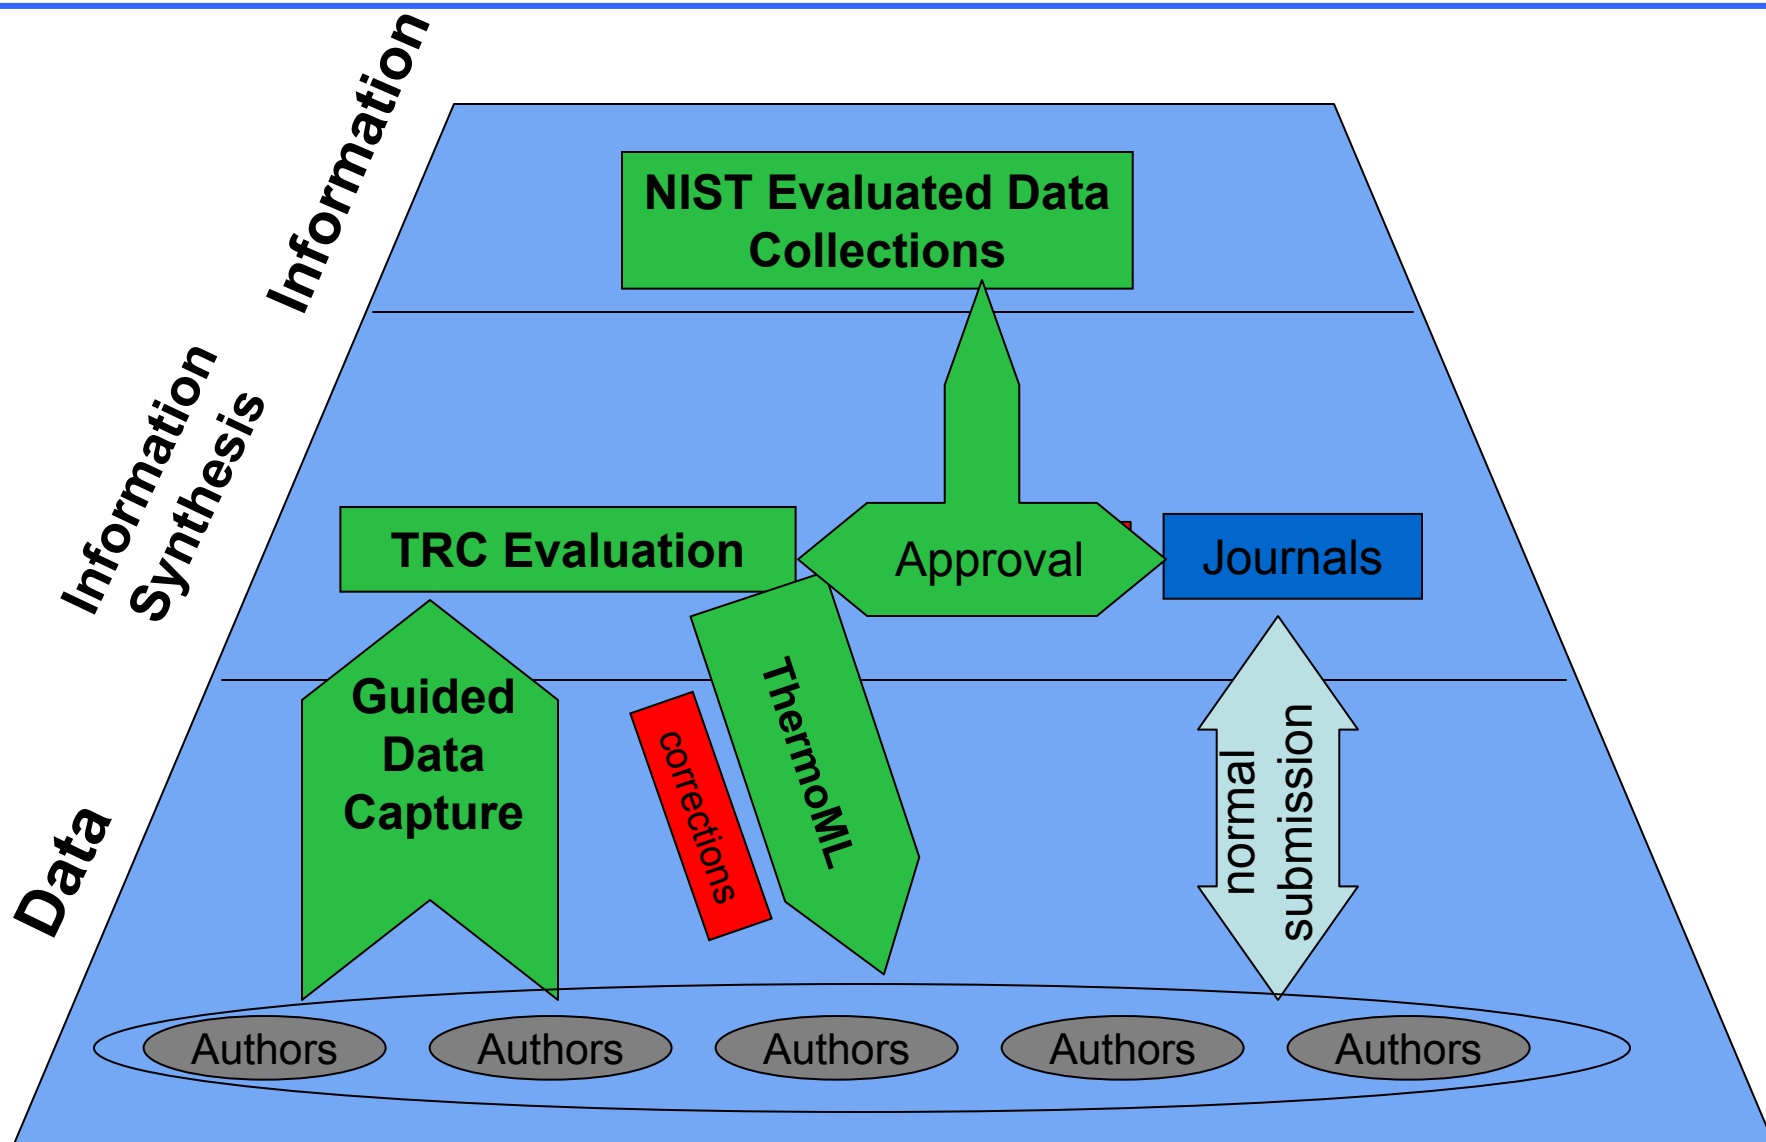 Information
NIST Evaluated Data
Collections
Information
Synthesis
TRC Evaluation
Approval
Journals
Guided
Data
Capture
corrections
ThermoML
normal
submission
Data
Authors
Authors
Authors
Authors
Authors